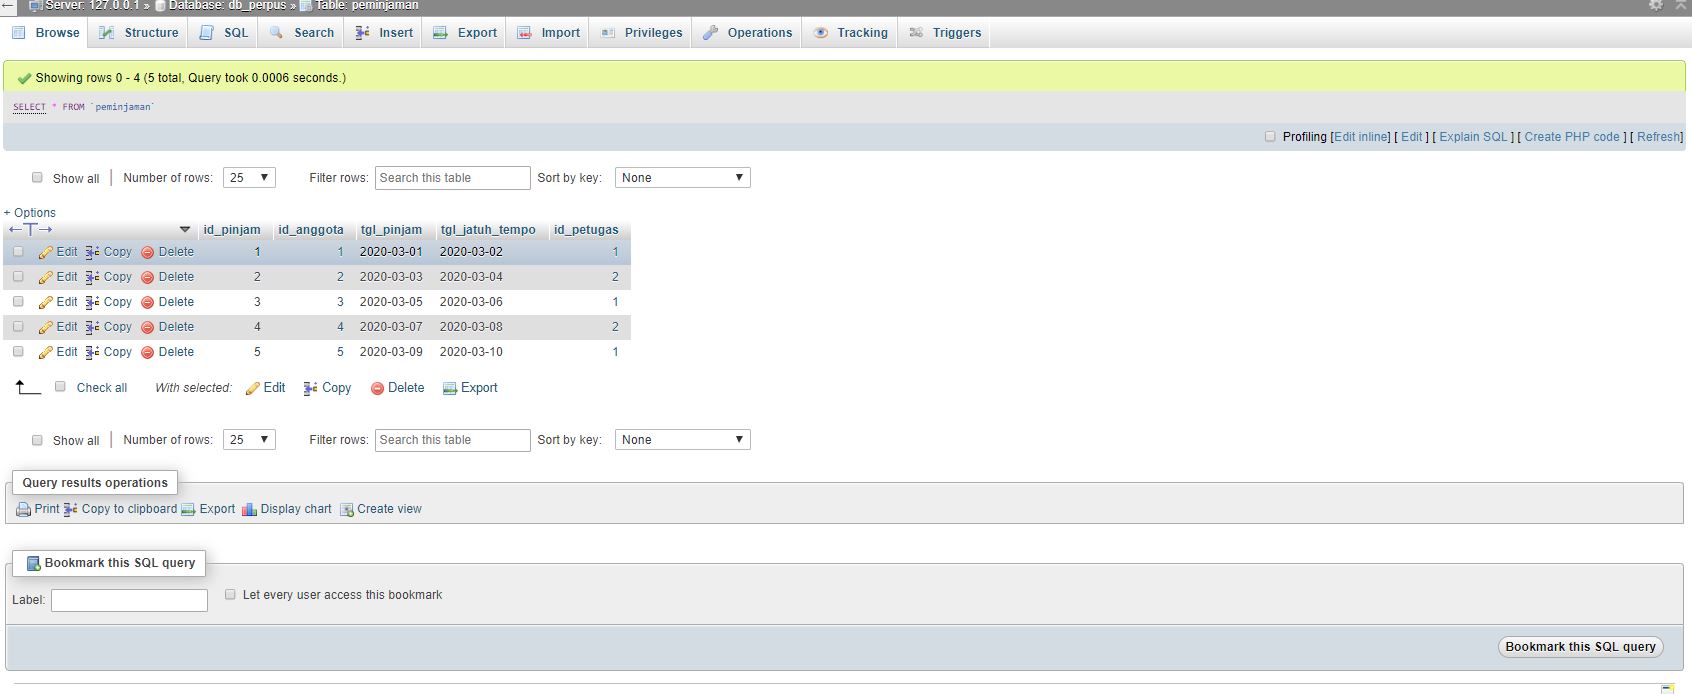 Server: 127.0.0.1 » Database: db_perpus » Table: peminjaman
Browse Structure SQL Search Insert Export Import Privileges Operations Tracking Triggers
Showing rows 0 - 4 (5 total, Query took 0.0006 seconds.)
SELECT * FROM `peminjaman`
Profiling [Edit inline] [ Edit ] [ Explain SQL ] [ Create PHP code ] [ Refresh]
Show all | Number of rows: 25 Filter rows: Search this table Sort by key: None
+ Options
←T→ id_pinjam id_anggota tgl_pinjam tgl_jatuh_tempo id_petugas
Edit Copy Delete 1 1 2020-03-01 2020-03-02 1
Edit Copy Delete 2 2 2020-03-03 2020-03-04 2
Edit Copy Delete 3 3 2020-03-05 2020-03-06 1
Edit Copy Delete 4 4 2020-03-07 2020-03-08 2
Edit Copy Delete 5 5 2020-03-09 2020-03-10 1
Check all With selected: Edit Copy Delete Export
Show all | Number of rows: 25 Filter rows: Search this table Sort by key: None
Query results operations
Print Copy to clipboard Export Display chart Create view
Bookmark this SQL query
Label: Let every user access this bookmark
Bookmark this SQL query